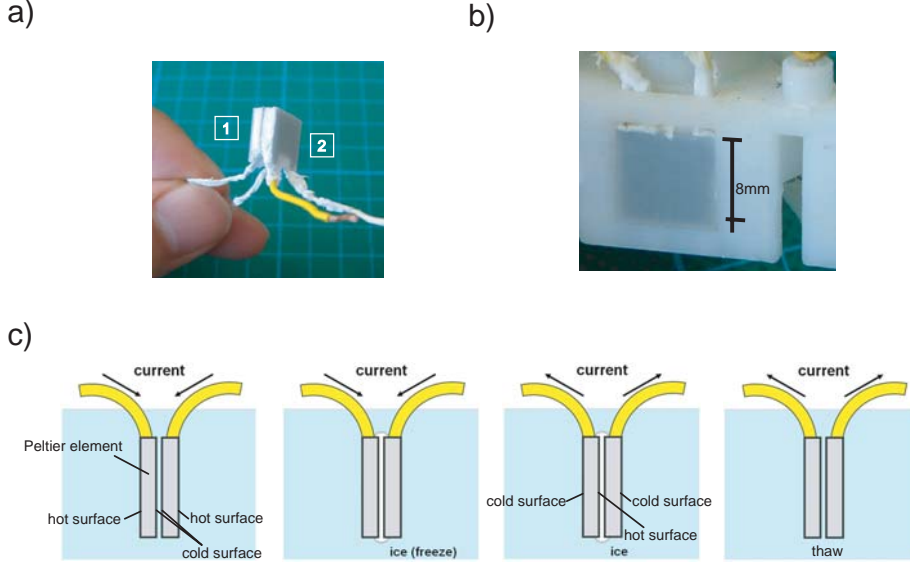 a)
b)
1
2
8mm
c)
current
current
current
current
Peltier element
hot surface
hot surface
cold surface
ice (freeze)
cold surface
cold surface
hot surface
ice
thaw